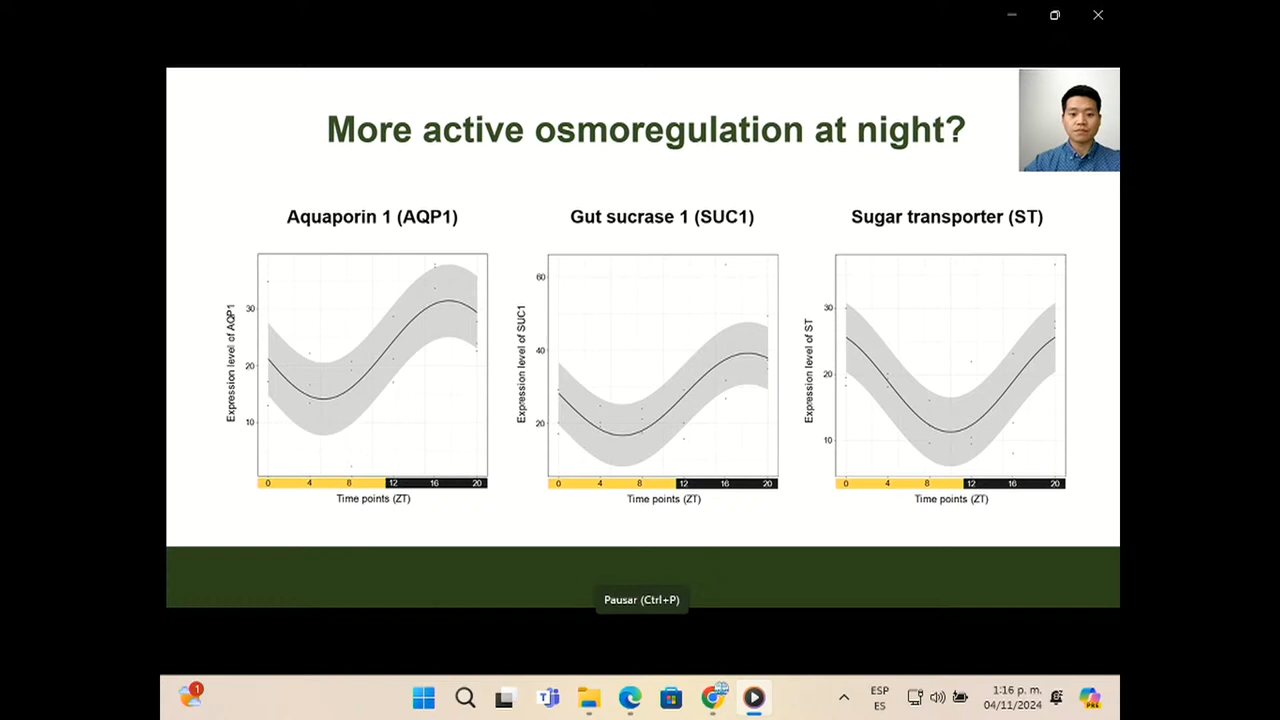 More active osmoregulation at night?
Aquaporin 1 (AQP1)
Gut sucrase 1 (SUC1)
Sugar transporter (ST)
Expression level of AQP1
30
20
10
0 4 8 12 16 20
Time points (ZT)
Expression level of SUC1
60
40
20
0 4 8 12 16 20
Time points (ZT)
Expression level of ST
30
20
10
0 4 8 12 16 20
Time points (ZT)
Pausar (Ctrl+P)
1
ESP
ES
1:16 p. m.
04/11/2024
PRE